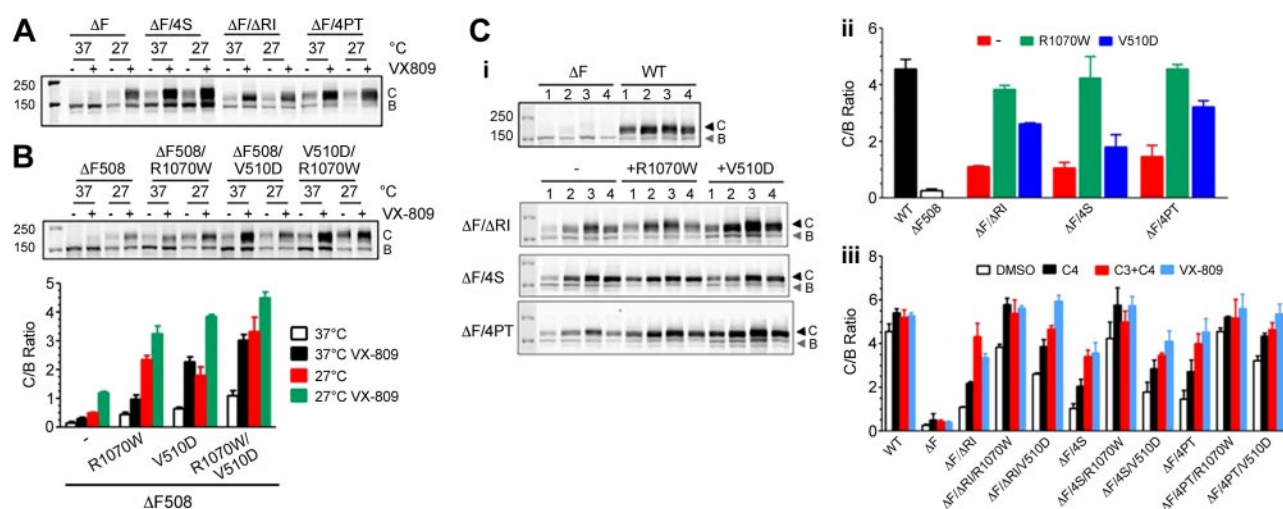 A
ΔF ΔF/4S ΔF/ΔRI ΔF/4PT
37 27 37 27 37 27 37 27 °C
- + - + - + - + - + - + - + - + VX809
250
150
C
B
B
ΔF508 ΔF508/R1070W ΔF508/V510D V510D/R1070W
37 27 37 27 37 27 37 27 °C
- + - + - + - + - + - + - + - + VX-809
250
150
C
B
C/B Ratio
5
4
3
2
1
0
37°C
37°C VX-809
27°C
27°C VX-809
- R1070W V510D R1070W/V510D
ΔF508
C
i
ΔF WT
1 2 3 4 1 2 3 4
250
150
C
B
- +R1070W +V510D
1 2 3 4 1 2 3 4 1 2 3 4
ΔF/ΔRI
C
B
ΔF/4S
C
B
ΔF/4PT
C
B
ii
- R1070W V510D
C/B Ratio
6
4
2
0
WT ΔF508 ΔF/ΔRI ΔF/4S ΔF/4PT
iii
DMSO C4 C3+C4 VX-809
C/B Ratio
8
6
4
2
0
WT ΔF ΔF/ΔRI ΔF/ΔRI/R1070W ΔF/ΔRI/V510D ΔF/4S ΔF/4S/R1070W ΔF/4S/V510D ΔF/4PT ΔF/4PT/R1070W ΔF/4PT/V510D